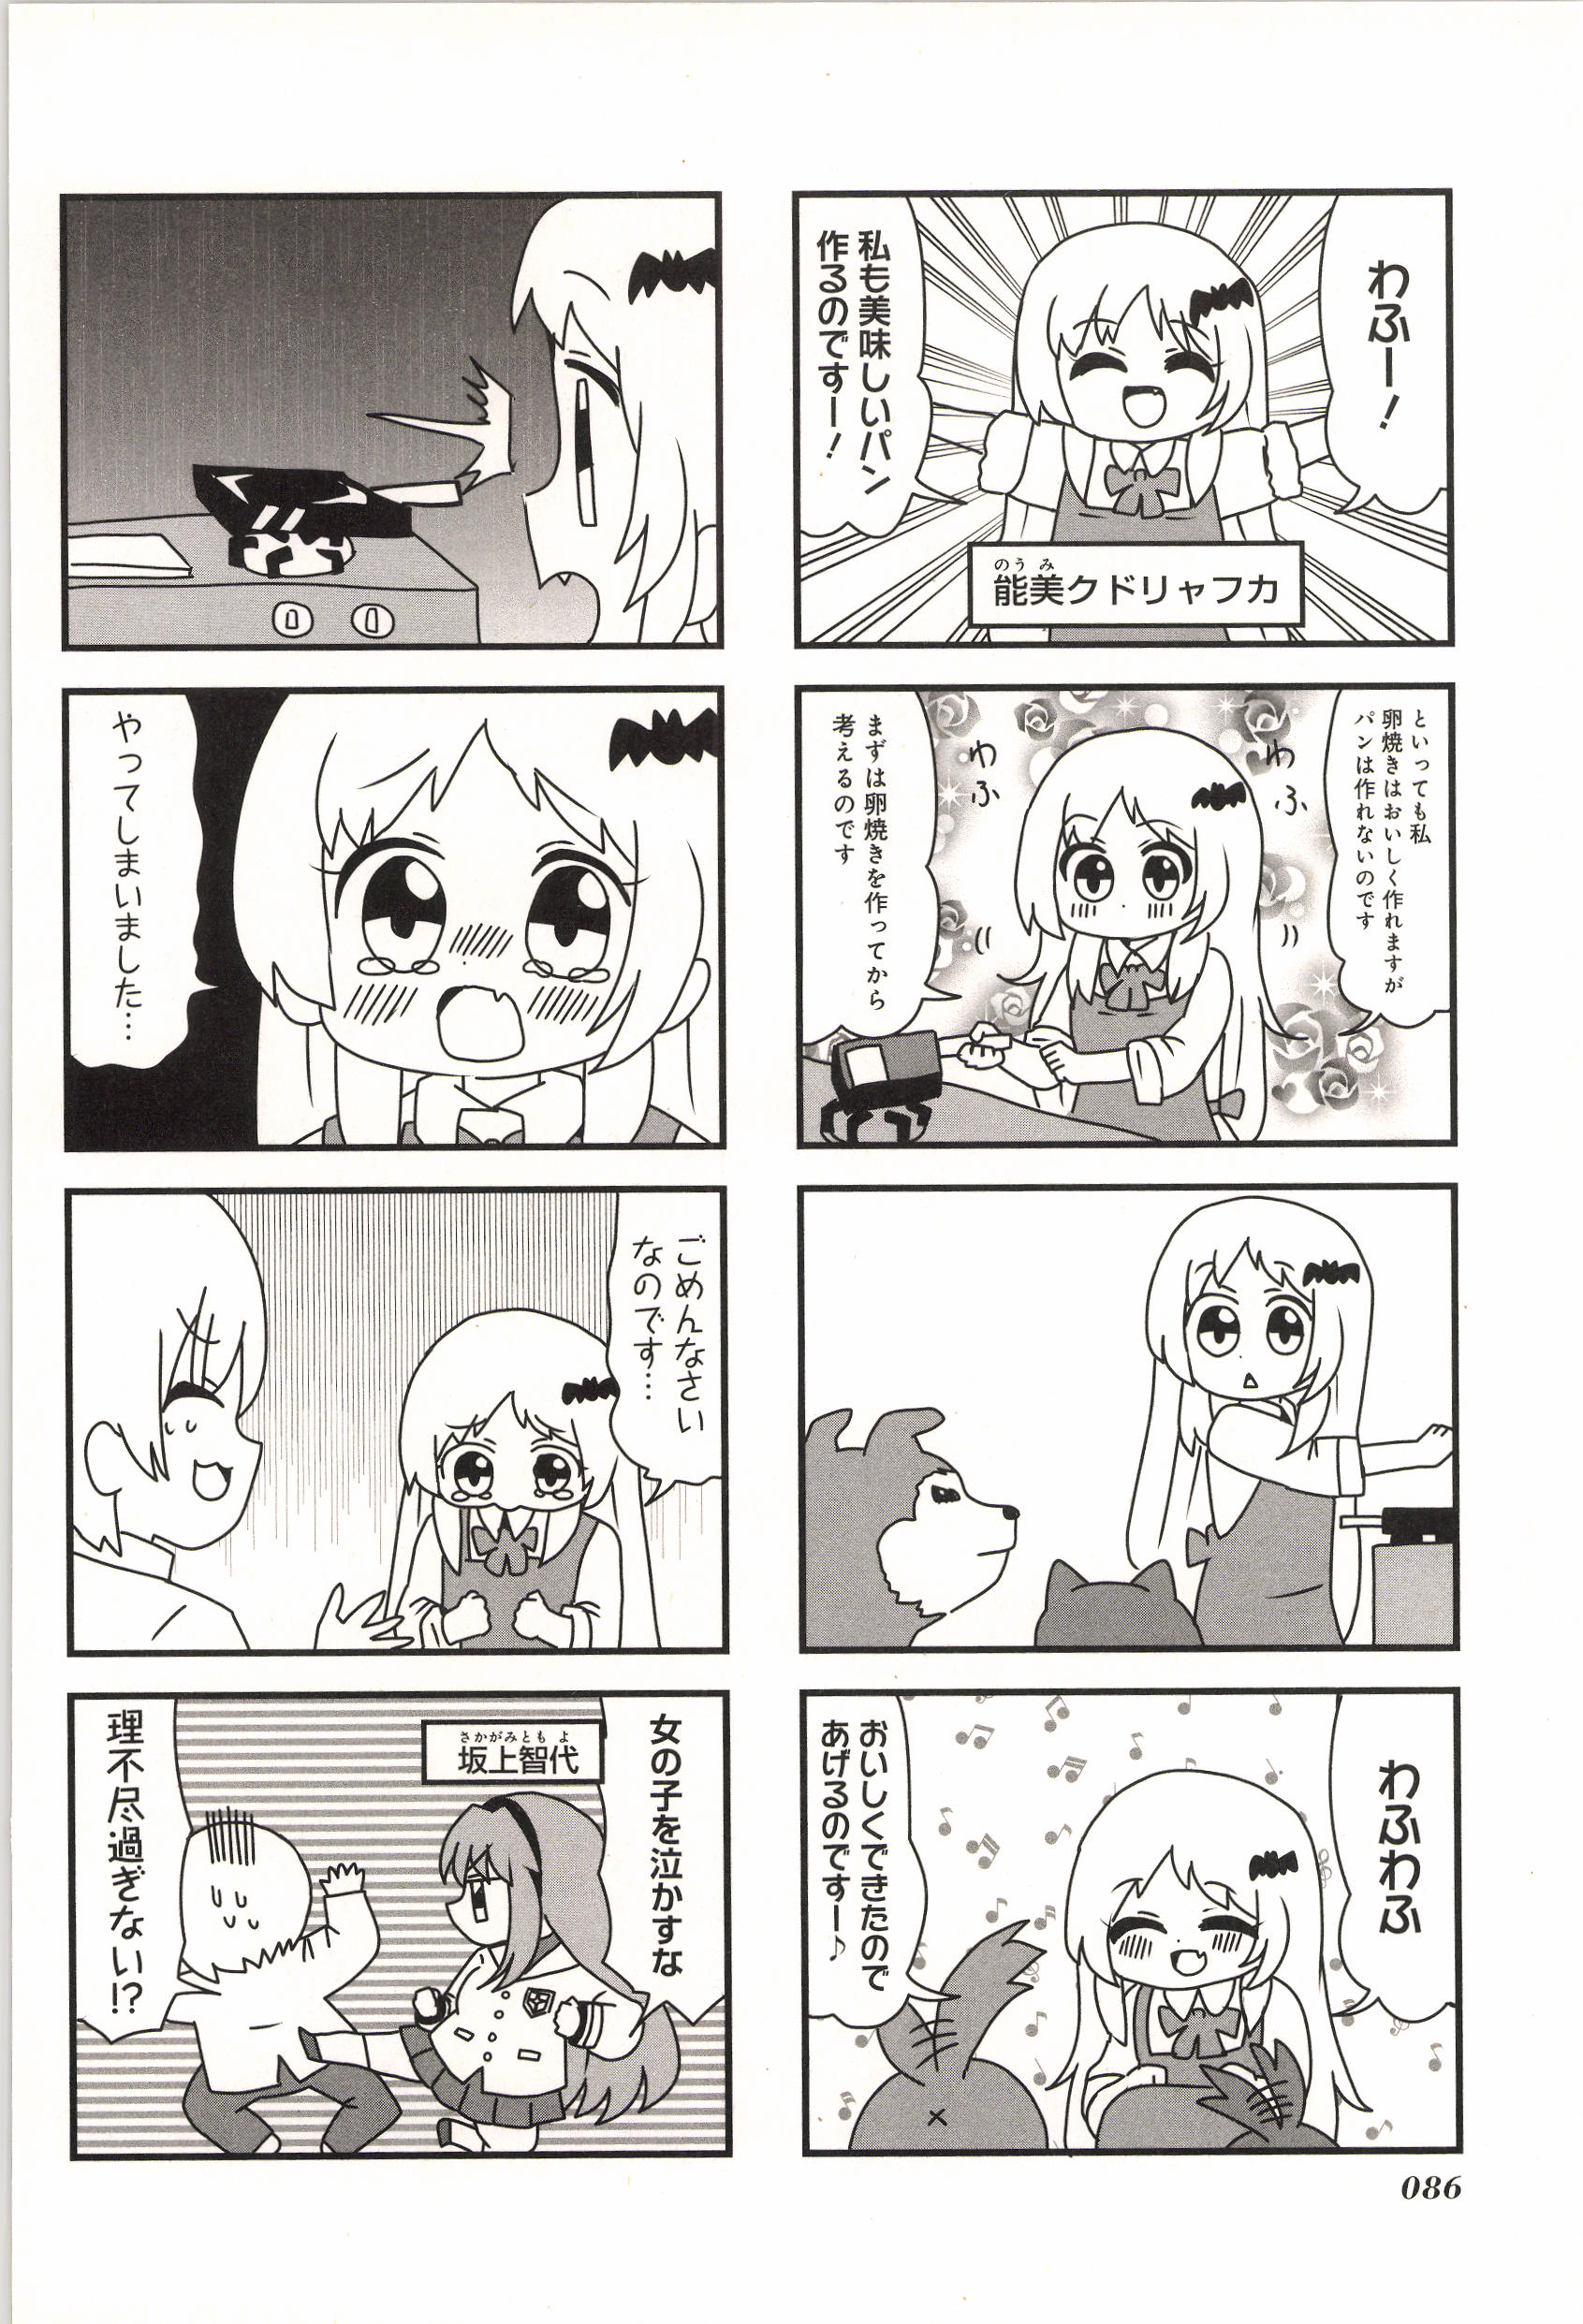 わふー！
私も美味しいパン
作るのですー！
のうみ
能美クドリャフカ
といっても私
卵焼きはおいしく作れますが
パンは作れないのです
わふ
わふ
まずは卵焼きを作ってから
考えるのです
わふわふ
おいしくできたので
あげるのですー♪
やってしまいました…
ごめんなさい
なのです…
女の子を泣かすな
さかがみともよ
坂上智代
理不尽過ぎない!?
086